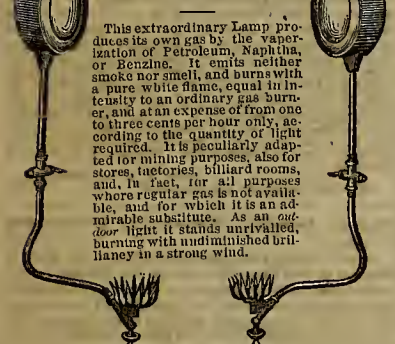 This extraordinary Lamp pro-
duces its own gas by the vapor-
ization of Petroleum, Naphtha,
or Benzine. It emits neither
smoke nor smell, and burns with
a pure white flame, equal in in-
tensity to an ordinary gas burn-
er, and at an expense of from one
to three cents per hour only, ac-
cording to the quantity of light
required. It is peculiarly adap-
ted for mining purposes, also for
stores, factories, billiard rooms,
and, in fact, for all purposes
where regular gas is not availa-
ble, and for which it is an ad-
mirable substitute. As an out-
door light it stands unrivalled,
burning with undiminished bril-
liancy in a strong wind.